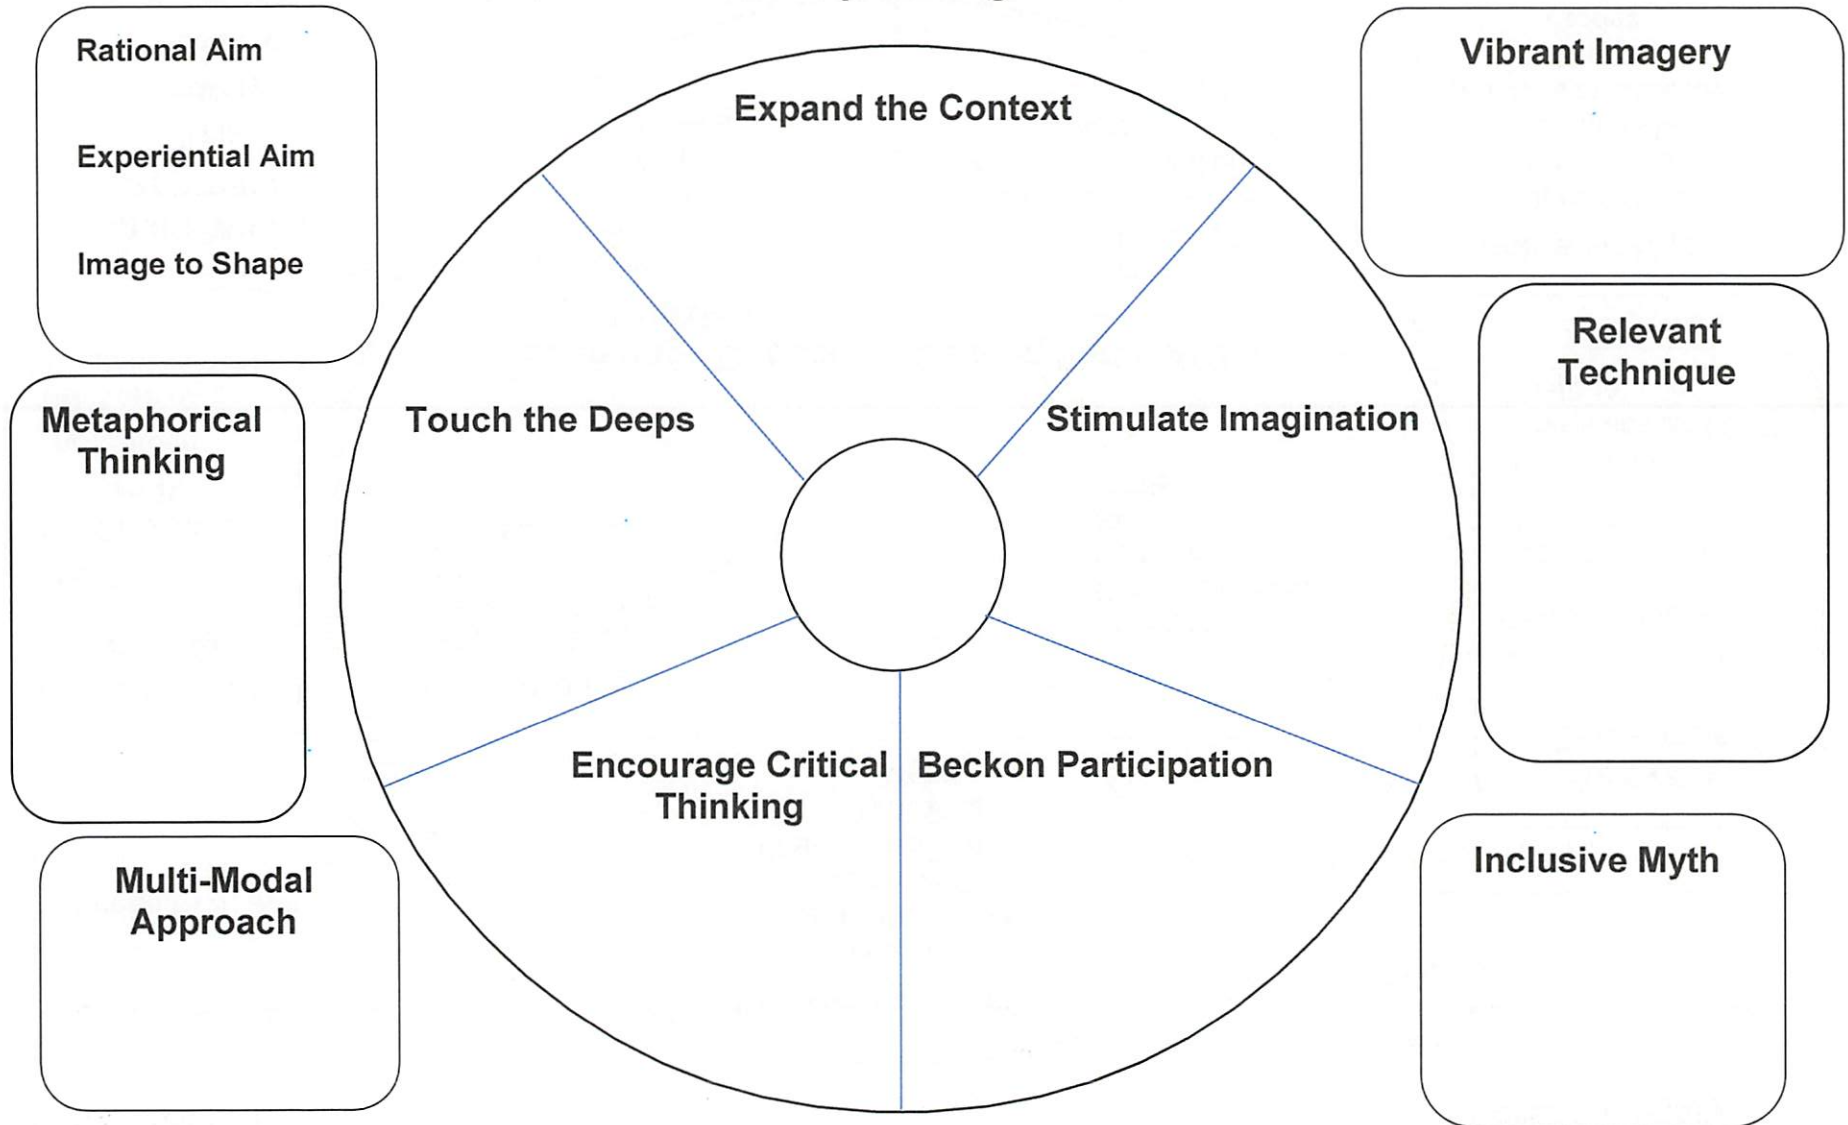 Rational Aim
Experiential Aim
Image to Shape
Metaphorical
Thinking
Multi-Modal
Approach
Expand the Context
Touch the Deeps
Stimulate Imagination
Encourage Critical
Thinking
Beckon Participation
Vibrant Imagery
Relevant
Technique
Inclusive Myth